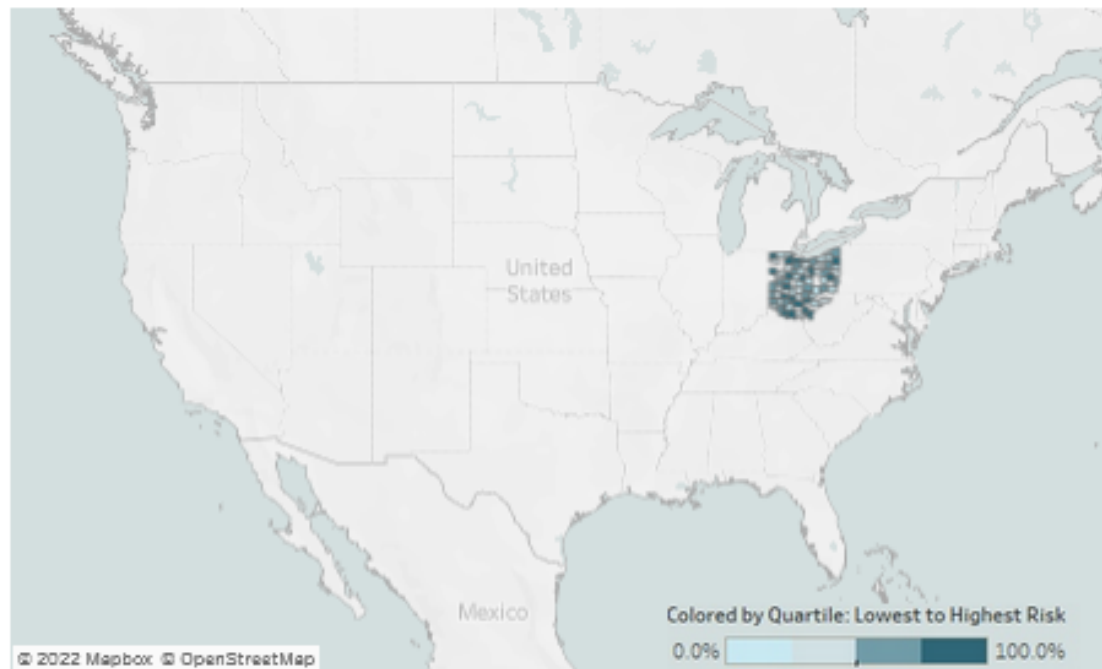 United
States
Mexico
Colored by Quartile: Lowest to Highest Risk
0.0% 100.0%
© 2022 Mapbox © OpenStreetMap